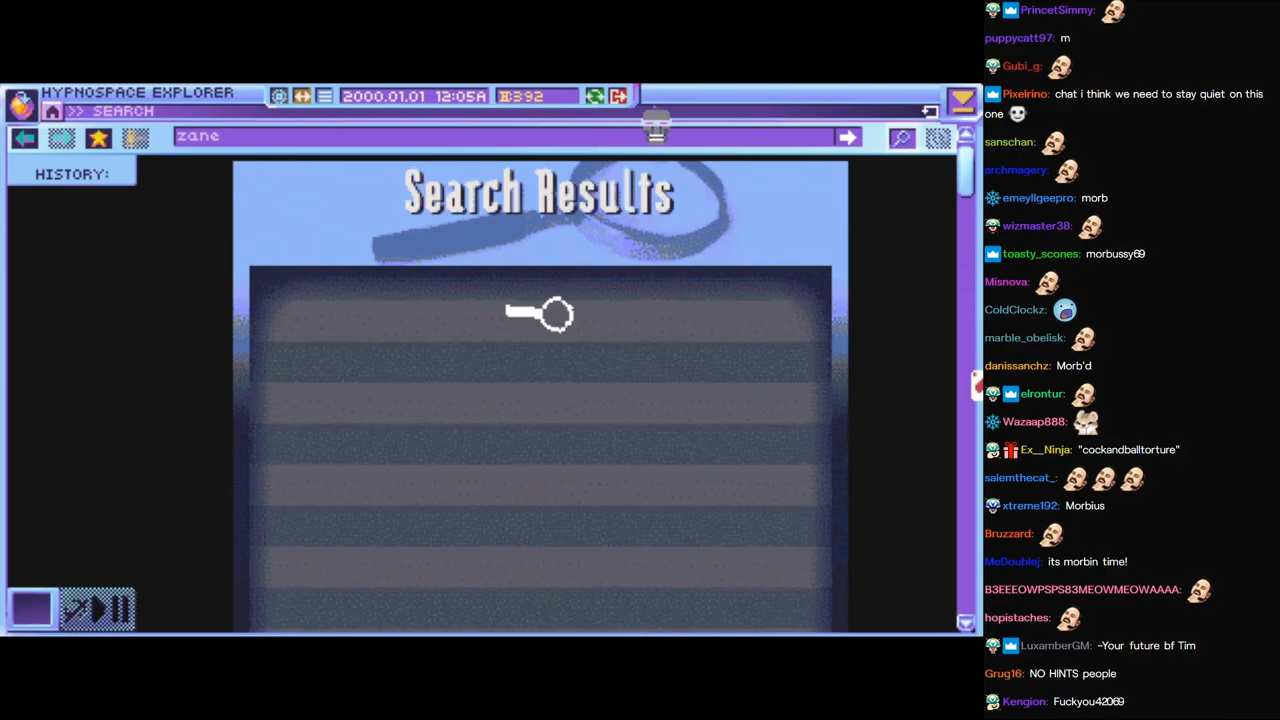 HYPNOSPACE EXPLORER
2000.01.01 12:05A
392
>> SEARCH
zane
HISTORY:
Search Results
PrincetSimmy:
puppycatt97: m
Gubi_g:
Pixelrino: chat i think we need to stay quiet on this
one
sanschan:
archmagery:
emeyllgeepro: morb
wizmaster38:
toasty_scones: morbussy69
Misnova:
ColdClockz:
marble_obelisk:
danissanchz: Morb'd
elrontur:
Wazaap888:
Ex__Ninja: "cockandballtorture"
salemthecat_:
xtreme192: Morbius
Bruzzard:
MeDoublej: its morbin time!
B3EEEOWPSPS83MEOWMEOWAAAA:
hopistaches:
LuxamberGM: -Your future bf Tim
Grug16: NO HINTS people
Kengion: Fuckyou42069